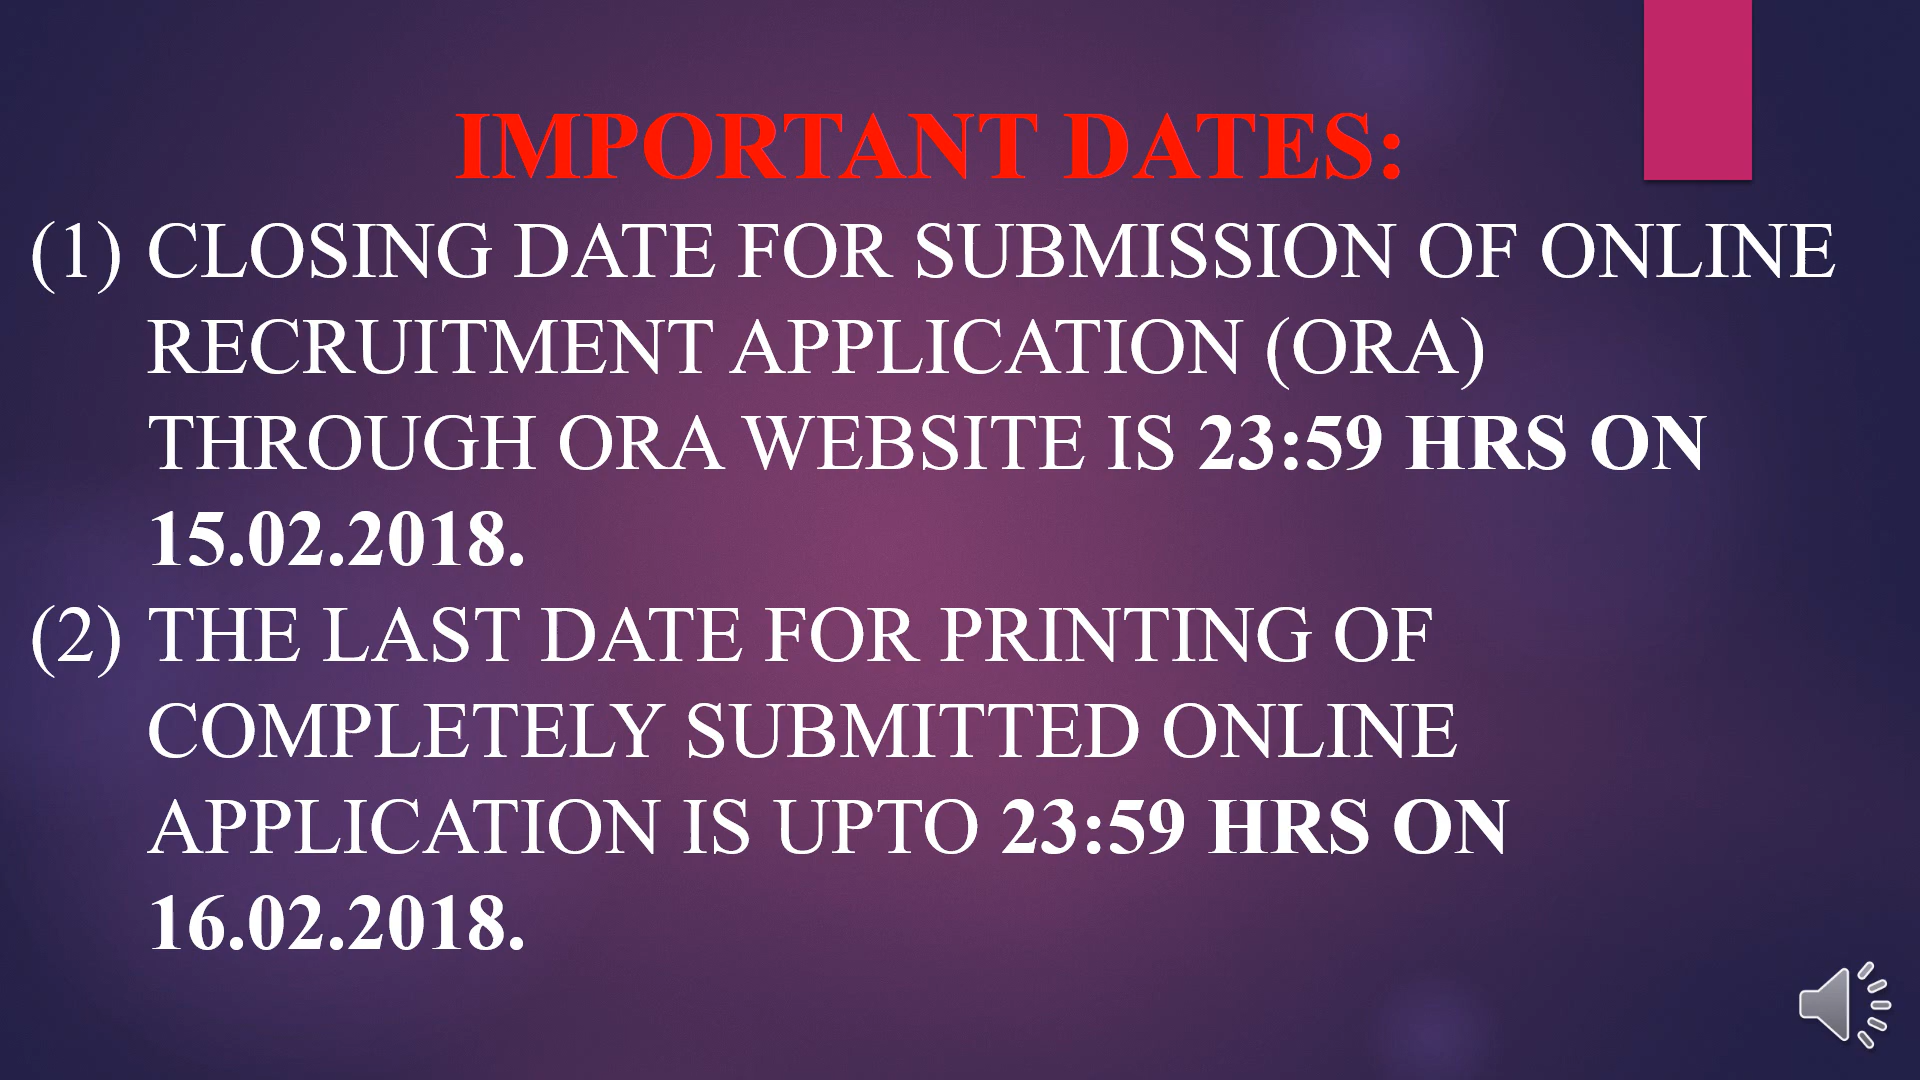 IMPORTANT DATES:
(1) CLOSING DATE FOR SUBMISSION OF ONLINE
RECRUITMENT APPLICATION (ORA)
THROUGH ORA WEBSITE IS 23:59 HRS ON
15.02.2018.
(2) THE LAST DATE FOR PRINTING OF
COMPLETELY SUBMITTED ONLINE
APPLICATION IS UPTO 23:59 HRS ON
16.02.2018.